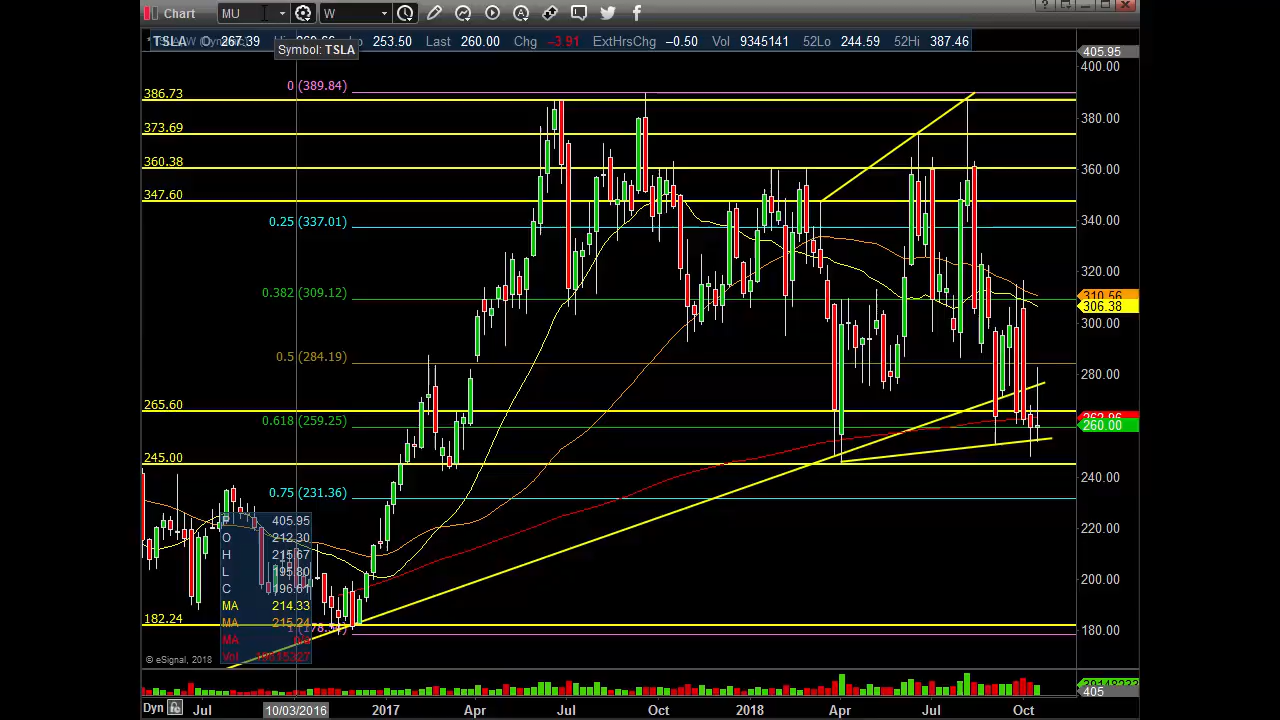 Chart MU W
TSLA O 267.39 253.50 Last 260.00 Chg -3.91 ExtHrsChg -0.50 Vol 9345141 52Lo 244.59 52Hi 387.46
Symbol: TSLA
405.95
400.00
0 (389.84)
386.73
380.00
373.69
360.38
360.00
347.60
340.00
0.25 (337.01)
320.00
0.382 (309.12)
310.56
306.38
300.00
0.5 (284.19)
280.00
265.60
0.618 (259.25)
262.96
260.00
245.00
240.00
0.75 (231.36)
220.00
P 405.95
O 212.30
H 215.67
L 195.80
C 196.61
MA 214.33
MA 215.24
MA n/a
Vol
200.00
182.24
180.00
© eSignal, 2018
405
Dyn Jul 10/03/2016 2017 Apr Jul Oct 2018 Apr Jul Oct